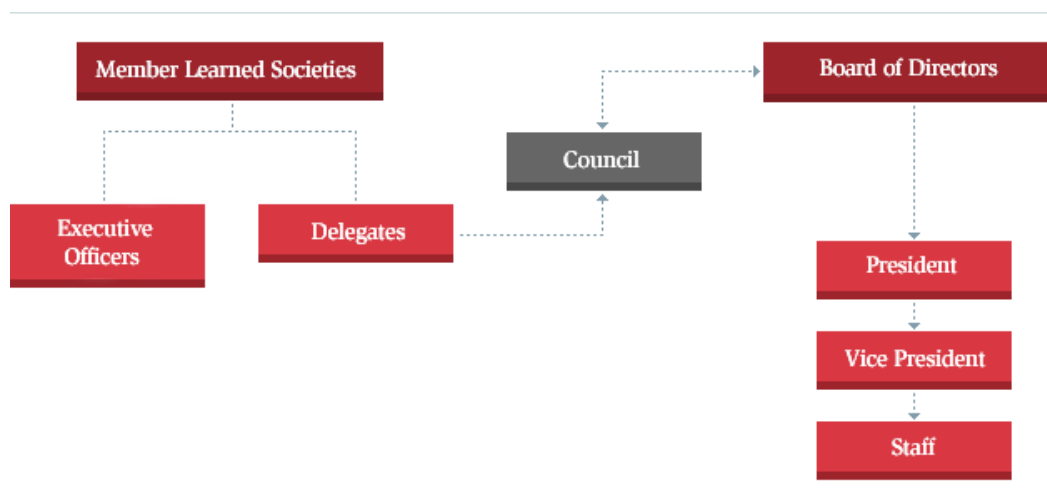 Member Learned Societies
Board of Directors
Council
Executive
Officers
Delegates
President
Vice President
Staff